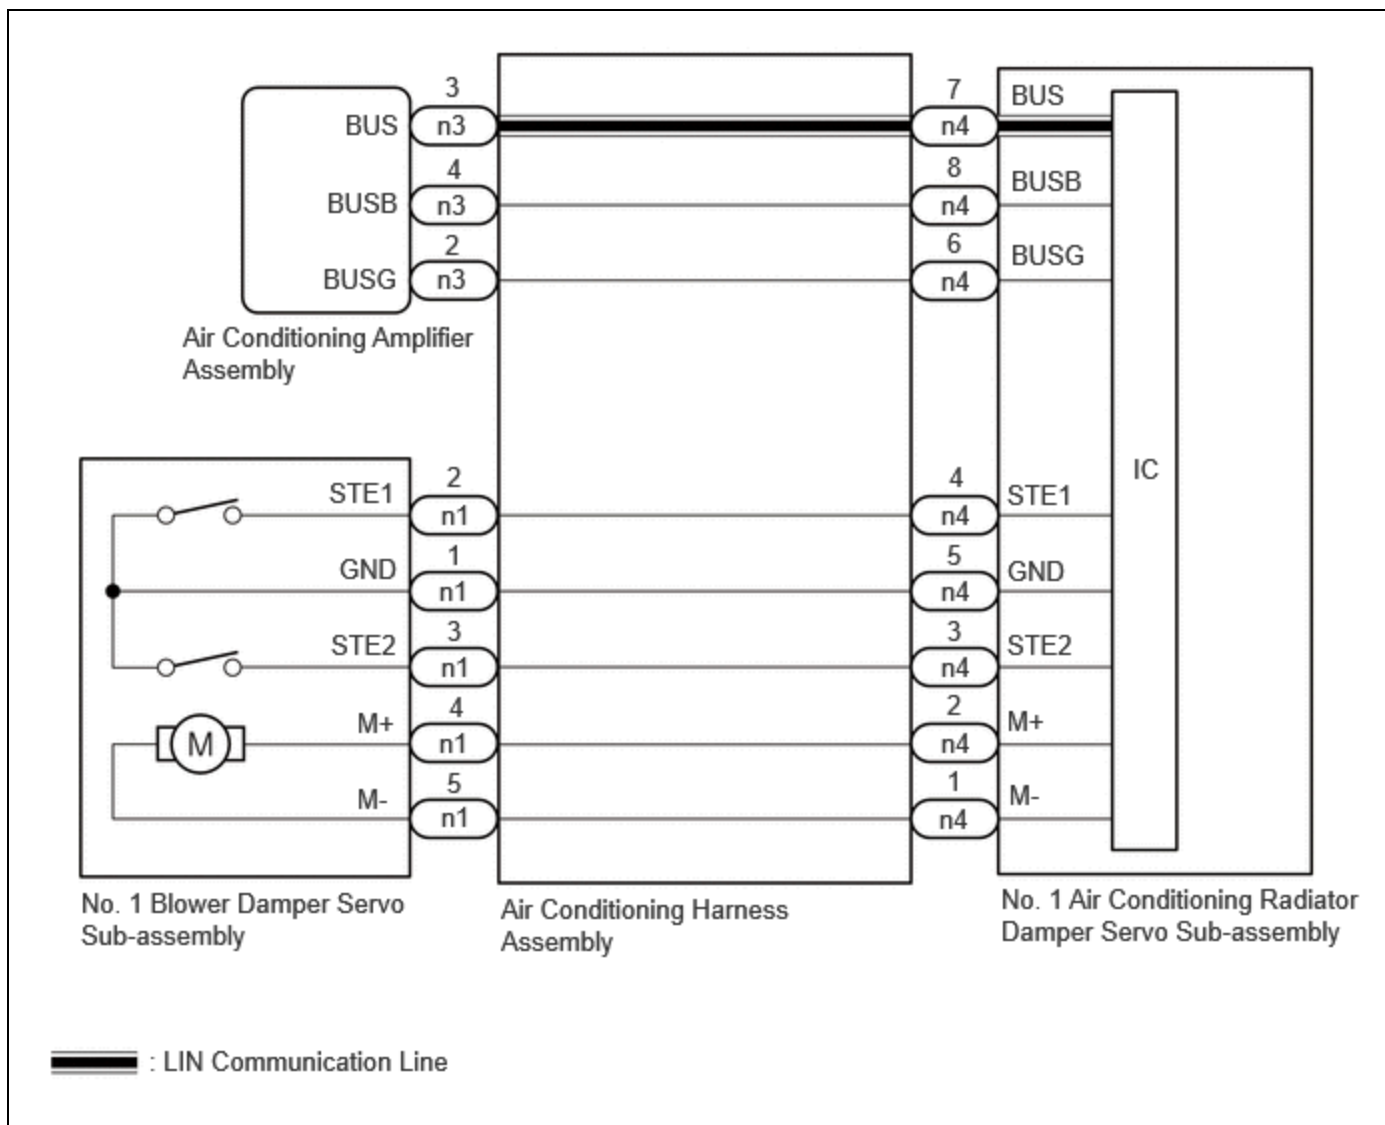 3
7
BUS
BUS
n3
n4
4
8
BUSB
BUSB
n3
n4
2
6
BUSG
BUSG
n3
n4
Air Conditioning Amplifier
Assembly
IC
2
4
STE1
STE1
n1
n4
1
5
GND
GND
n1
n4
3
3
STE2
STE2
n1
n4
4
2
M+
M+
M
n1
n4
5
1
M-
M-
n1
n4
No. 1 Blower Damper Servo
Sub-assembly
Air Conditioning Harness
Assembly
No. 1 Air Conditioning Radiator
Damper Servo Sub-assembly
: LIN Communication Line